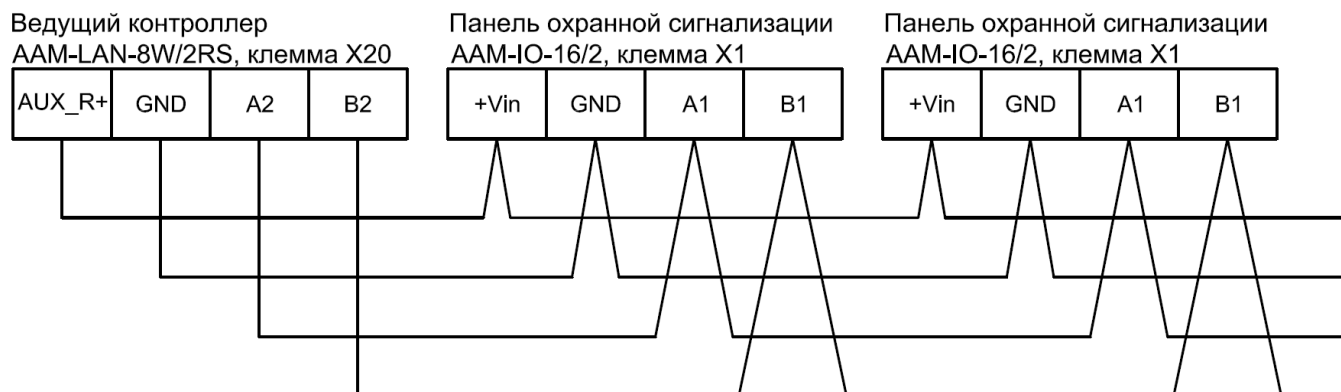 Ведущий контроллер
AAM-LAN-8W/2RS, клемма X20
AUX_R+ GND A2 B2
Панель охранной сигнализации
AAM-IO-16/2, клемма X1
+Vin GND A1 B1
Панель охранной сигнализации
AAM-IO-16/2, клемма X1
+Vin GND A1 B1